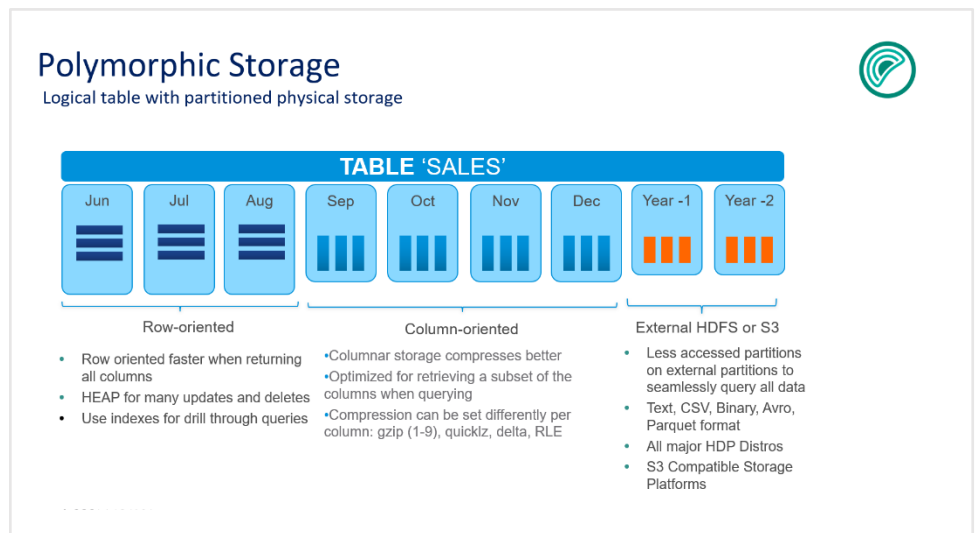 Polymorphic Storage
Logical table with partitioned physical storage
TABLE ‘SALES’
Jun
Jul
Aug
Sep
Oct
Nov
Dec
Year -1
Year -2
Row-oriented
• Row oriented faster when returning
all columns
• HEAP for many updates and deletes
• Use indexes for drill through queries
Column-oriented
•Columnar storage compresses better
•Optimized for retrieving a subset of the
columns when querying
•Compression can be set differently per
column: gzip (1-9), quicklz, delta, RLE
External HDFS or S3
• Less accessed partitions
on external partitions to
seamlessly query all data
• Text, CSV, Binary, Avro,
Parquet format
• All major HDP Distros
• S3 Compatible Storage
Platforms